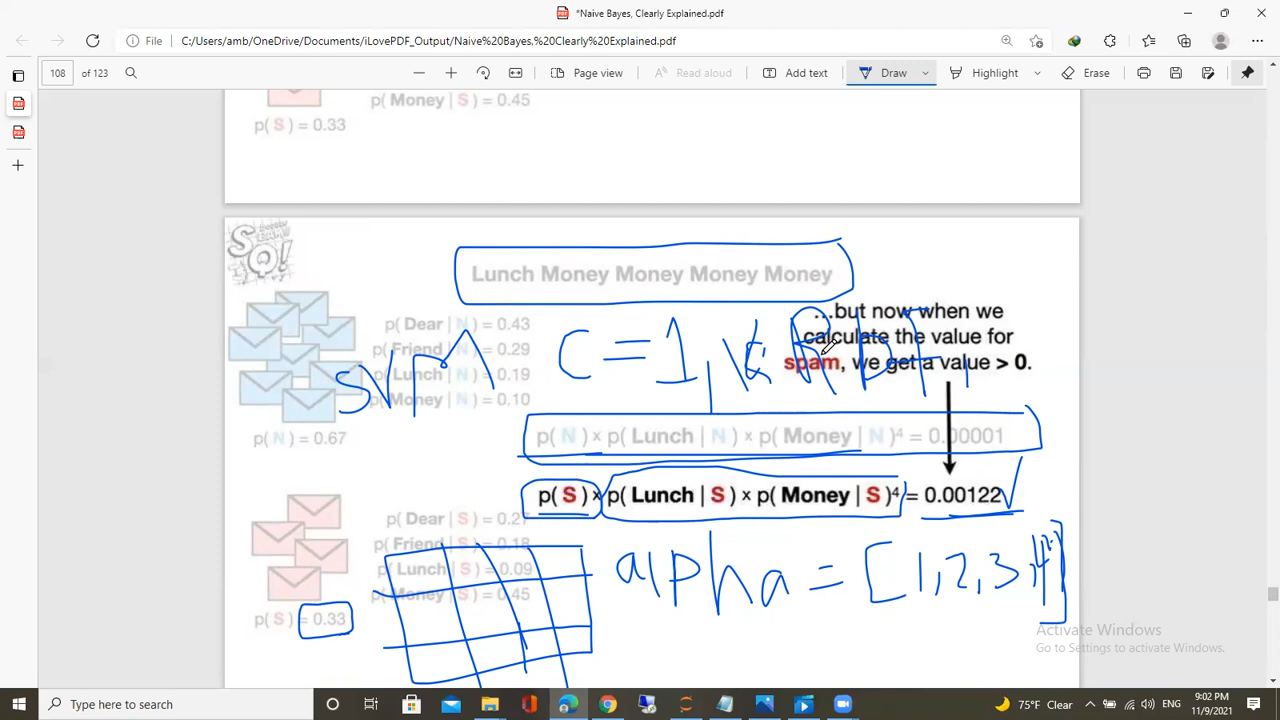 *Naive Bayes, Clearly Explained.pdf
File
C:/Users/amb/OneDrive/Documents/iLovePDF_Output/Naive%20Bayes,%20Clearly%20Explained.pdf
108 of 123
Page view
Read aloud
Add text
Draw
Highlight
Erase
p( Money | S ) = 0.45
p( S ) = 0.33
Lunch Money Money Money Money
...but now when we
calculate the value for
spam, we get a value > 0.
p( Dear | N ) = 0.43
p( Friend | N ) = 0.29
p( Lunch | N ) = 0.19
p( Money | N ) = 0.10
p( N ) = 0.67
SVM
C = 1,
p( N ) × p( Lunch | N ) × p( Money | N )⁴ = 0.00001
p( S ) × p( Lunch | S ) × p( Money | S )⁴ = 0.00122
p( Dear | S ) = 0.27
p( Friend | S ) = 0.18
p( Lunch | S ) = 0.09
p( Money | S ) = 0.45
p( S ) = 0.33
alpha = [1,2,3,
Activate Windows
Go to Settings to activate Windows.
Type here to search
75°F Clear
ENG
9:02 PM
11/9/2021